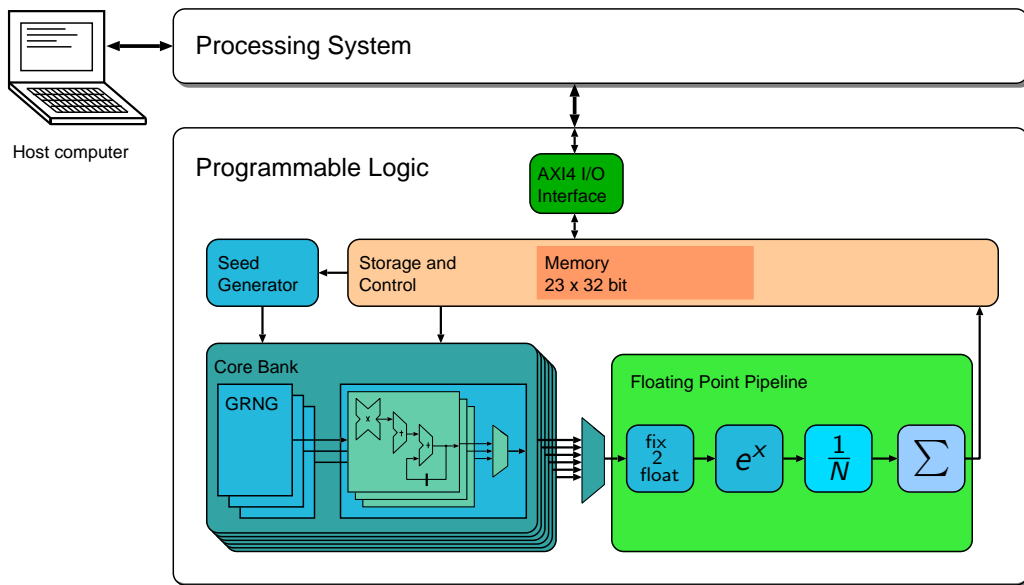 Processing System
Host computer
Programmable Logic
AXI4 I/O
Interface
Seed
Generator
Storage and
Control
Memory
23 x 32 bit
Core Bank
GRNG
x
+
+
Floating Point Pipeline
fix
2
float
e^x
1/N
∑